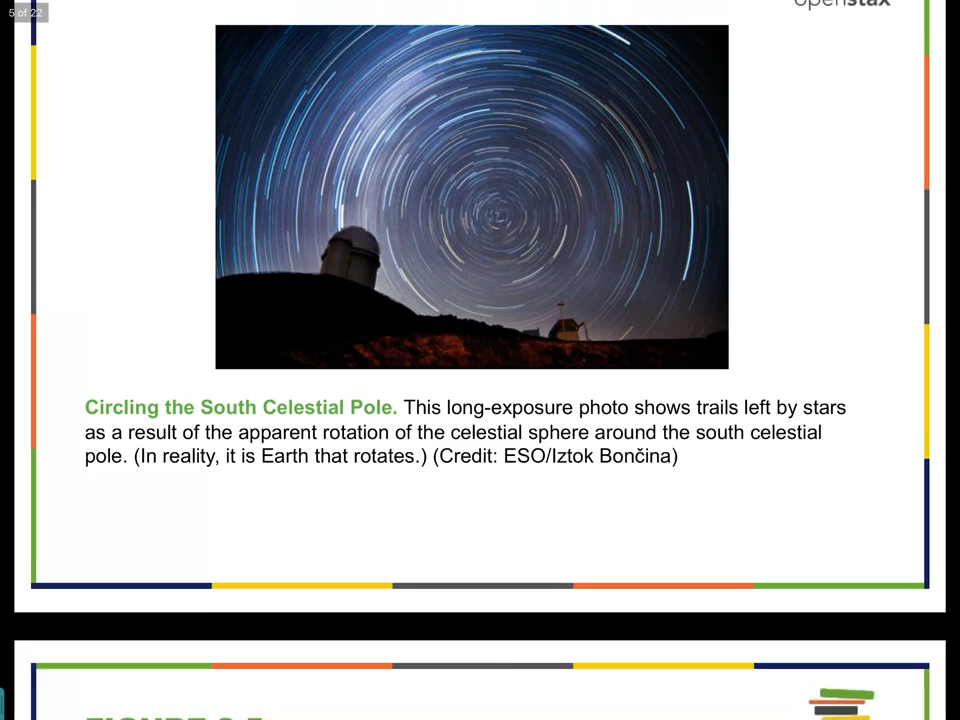 5 of 22
openstax
Circling the South Celestial Pole. This long-exposure photo shows trails left by stars
as a result of the apparent rotation of the celestial sphere around the south celestial
pole. (In reality, it is Earth that rotates.) (Credit: ESO/Iztok Bončina)